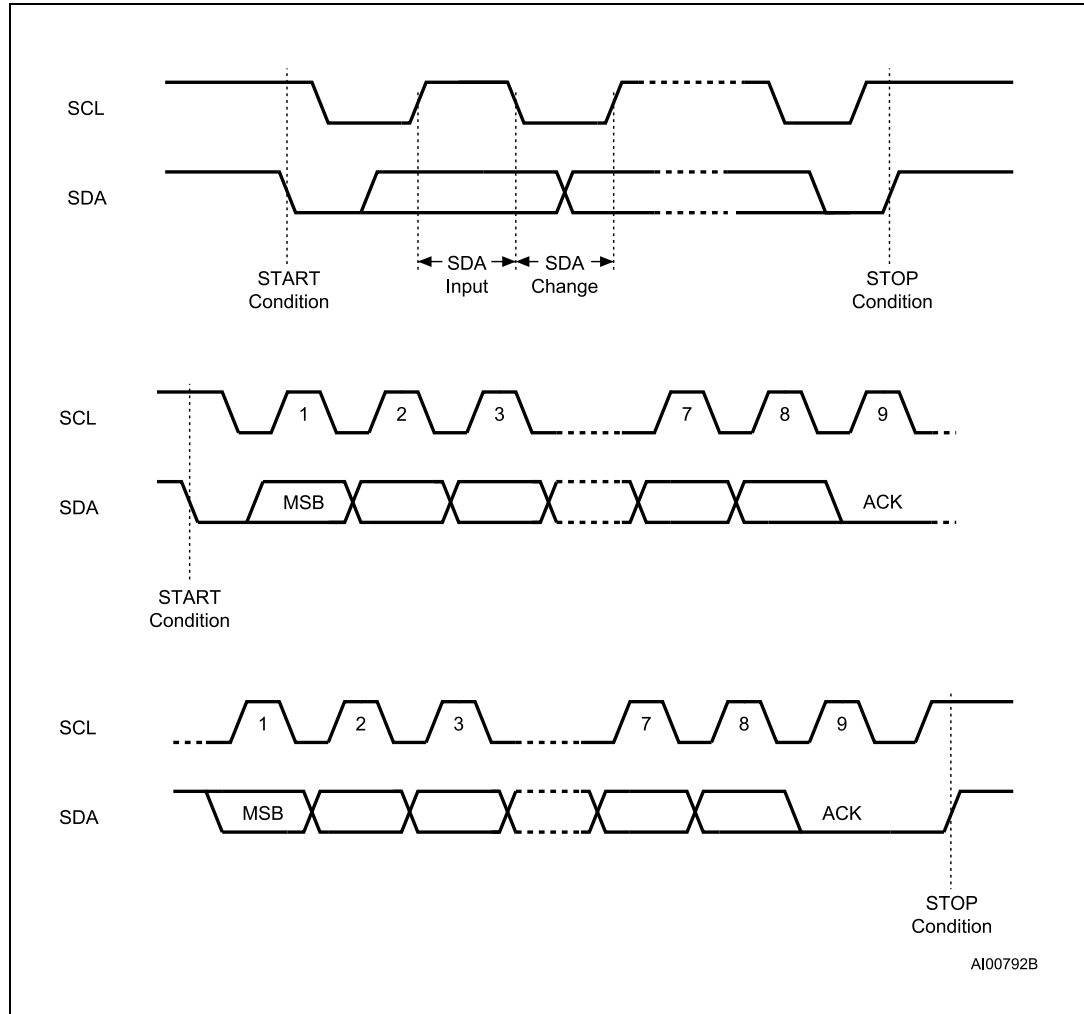 SCL
SDA
START
Condition
SDA
Input
SDA
Change
STOP
Condition
SCL
1
2
3
7
8
9
SDA
MSB
ACK
START
Condition
SCL
1
2
3
7
8
9
SDA
MSB
ACK
STOP
Condition
AI00792B